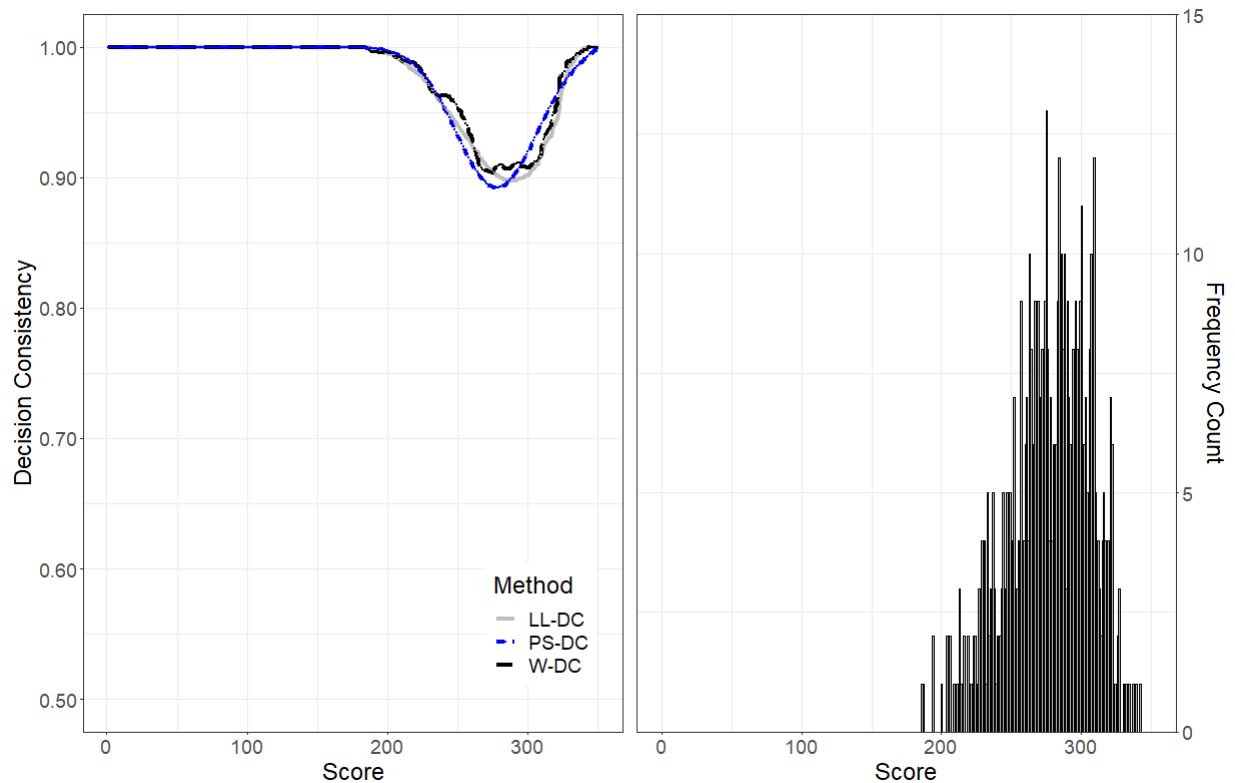 1.00
0.90
0.80
0.70
0.60
0.50
Decision Consistency
0
100
200
300
Score
Method
LL-DC
PS-DC
W-DC
15
10
5
0
Frequency Count
0
100
200
300
Score